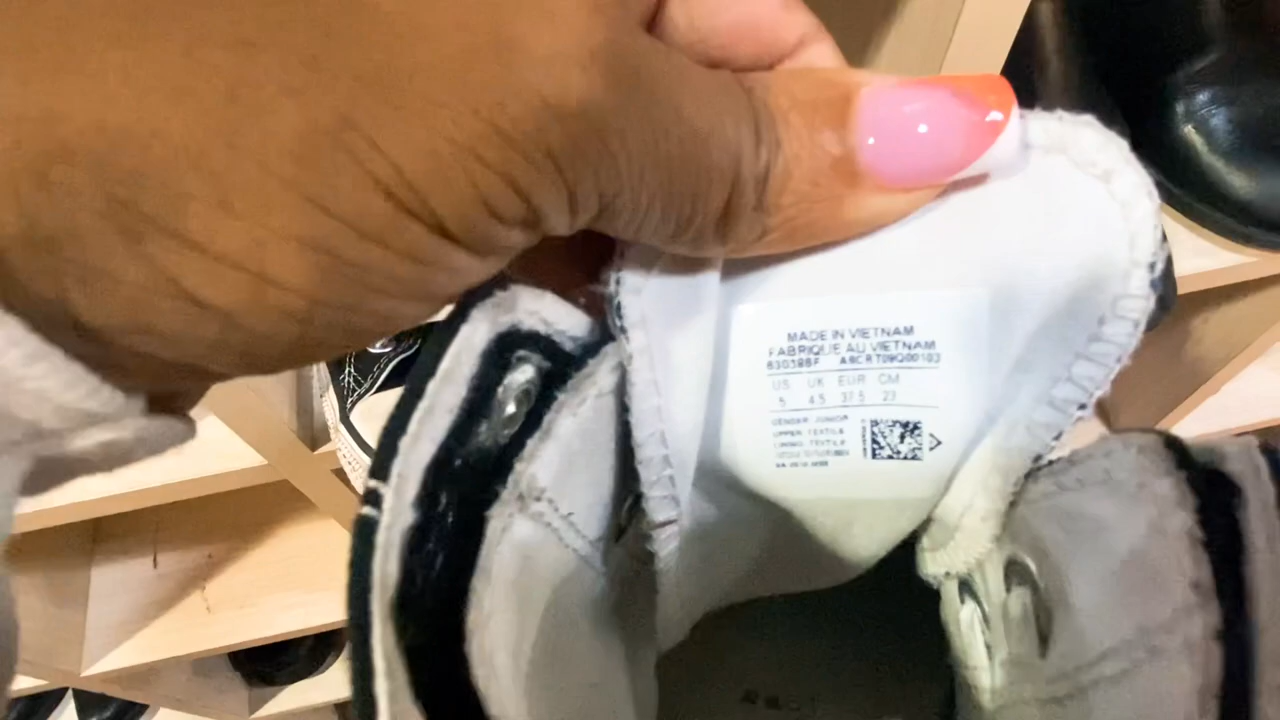 MADE IN VIETNAM
FABRIQUE AU VIETNAM
US UK EUR CM
5 4.5 37.5 23
GENDER: JUNIOR
UPPER: TEXTILE
LINING: TEXTILE